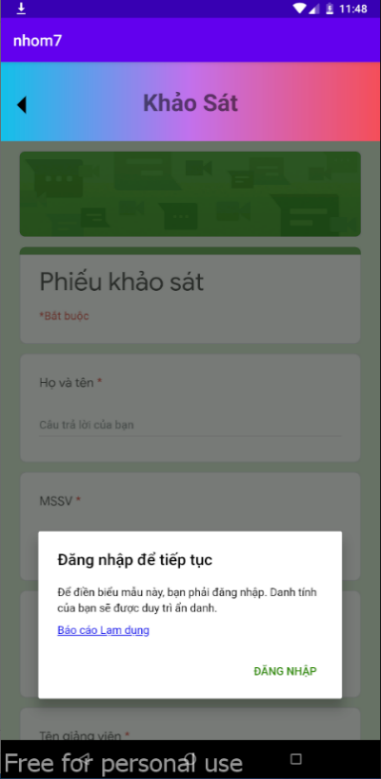 11:48
nhom7
Khảo Sát
Phiếu khảo sát
*Bắt buộc
Họ và tên *
Câu trả lời của bạn
MSSV *
Đăng nhập để tiếp tục
Để điền biểu mẫu này, bạn phải đăng nhập. Danh tính
của bạn sẽ được duy trì ẩn danh.
Báo cáo Lạm dụng
ĐĂNG NHẬP
Tên giảng viên *
Free for personal use